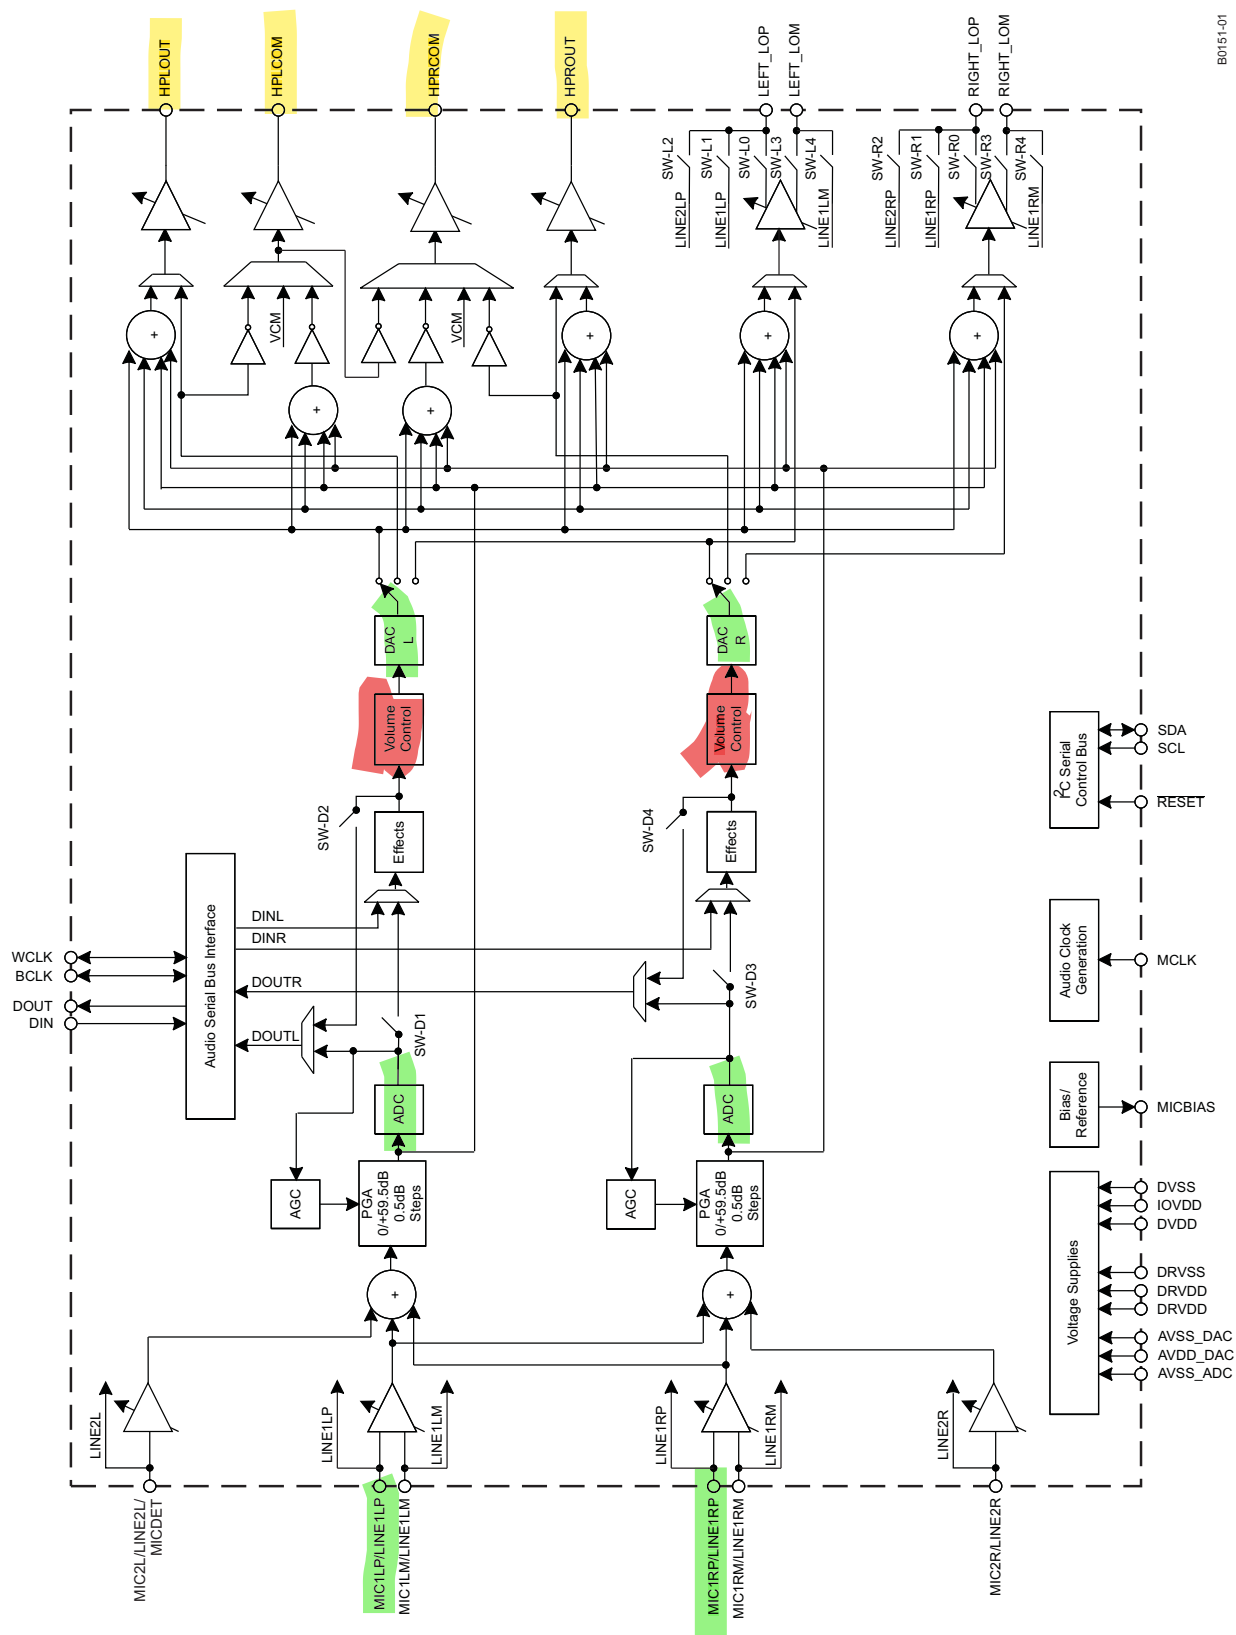 B0151-01
HPLOUT
HPLCOM
HPRCOM
HPROUT
LEFT_LOP
LEFT_LOM
RIGHT_LOP
RIGHT_LOM
SW-L2
SW-L1
SW-L0
SW-L3
SW-L4
SW-R2
SW-R1
SW-R0
SW-R3
SW-R4
LINE2LP
LINE1LP
LINE1LM
LINE2RP
LINE1RP
LINE1RM
VCM
VCM
+
+
+
+
+
+
DAC
L
DAC
R
Volume
Control
Volume
Control
SW-D2
SW-D4
Effects
Effects
I2C Serial
Control Bus
SDA
SCL
RESET
Audio Serial Bus Interface
DINL
DINR
DOUTR
DOUTL
WCLK
BCLK
DOUT
DIN
SW-D1
SW-D3
Audio Clock
Generation
MCLK
ADC
ADC
Bias/
Reference
MICBIAS
AGC
PGA
0/+59.5dB
0.5dB
Steps
AGC
PGA
0/+59.5dB
0.5dB
Steps
Voltage Supplies
DVSS
IOVDD
DVDD
DRVSS
DRVDD
DRVDD
AVSS_DAC
AVDD_DAC
AVSS_ADC
+
+
LINE2L
LINE1LP
LINE1LM
LINE1RP
LINE1RM
LINE2R
MIC2L/LINE2L/
MICDET
MIC1LP/LINE1LP
MIC1LM/LINE1LM
MIC1RP/LINE1RP
MIC1RM/LINE1RM
MIC2R/LINE2R